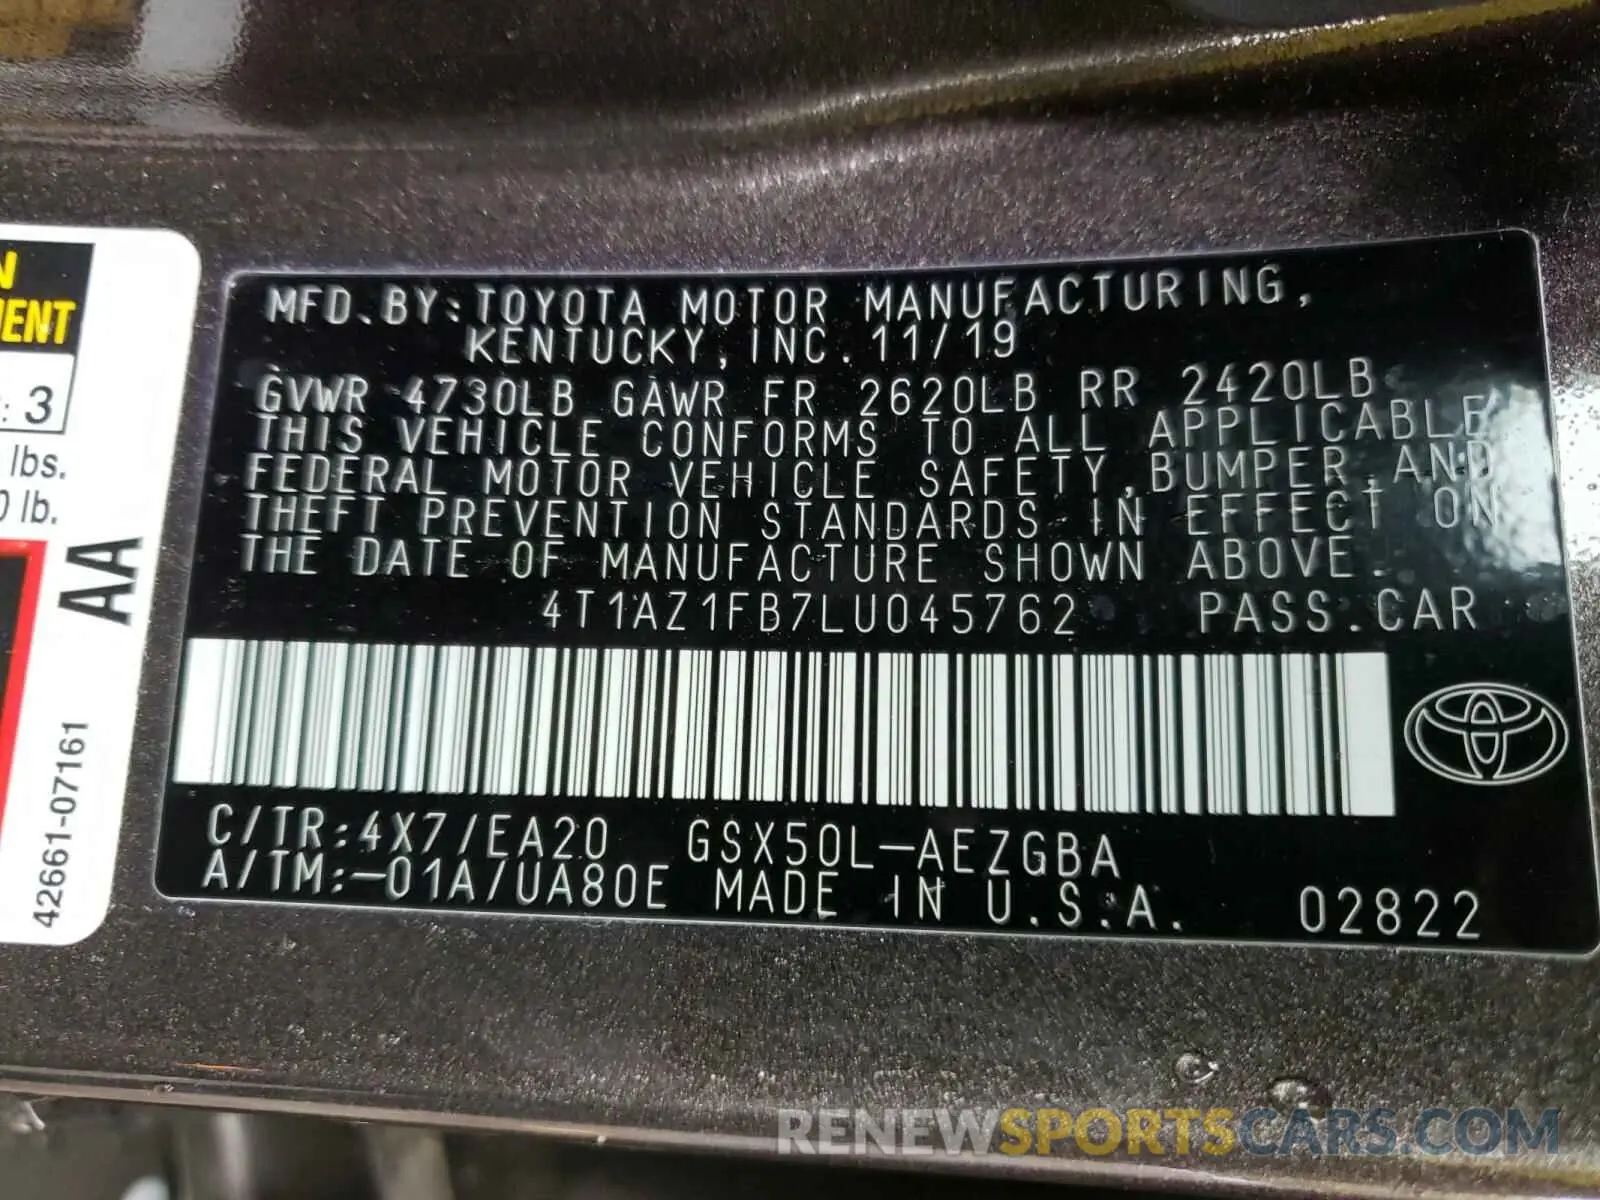 N
MENT
: 3
lbs.
0 lb.
AA
42661-07161
MFD.BY:TOYOTA MOTOR MANUFACTURING,
KENTUCKY,INC.11/19
GVWR 4730LB GAWR FR 2620LB RR 2420LB
THIS VEHICLE CONFORMS TO ALL APPLICABLE
FEDERAL MOTOR VEHICLE SAFETY,BUMPER,AND
THEFT PREVENTION STANDARDS IN EFFECT ON
THE DATE OF MANUFACTURE SHOWN ABOVE.
4T1AZ1FB7LU045762 PASS.CAR
C/TR:4X7/EA20 GSX50L-AEZGBA
A/TM:-01A/UA80E MADE IN U.S.A. 02822
RENEWSPORTSCARS.COM